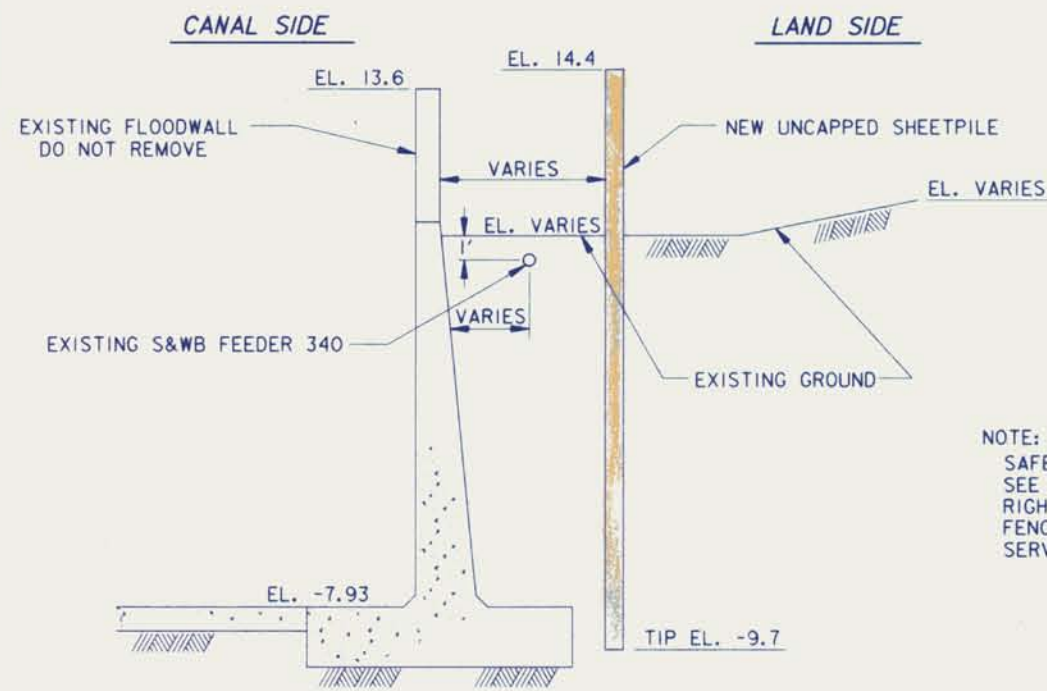 CANAL SIDE
LAND SIDE
EL. 13.6
EL. 14.4
EXISTING FLOODWALL
DO NOT REMOVE
NEW UNCAPPED SHEETPILE
VARIES
EL. VARIES
EL. VARIES
1'
VARIES
EXISTING S&WB FEEDER 340
EXISTING GROUND
NOTE:
SAFE
SEE
RIGH
FENC
SERV
EL. -7.93
TIP EL. -9.7